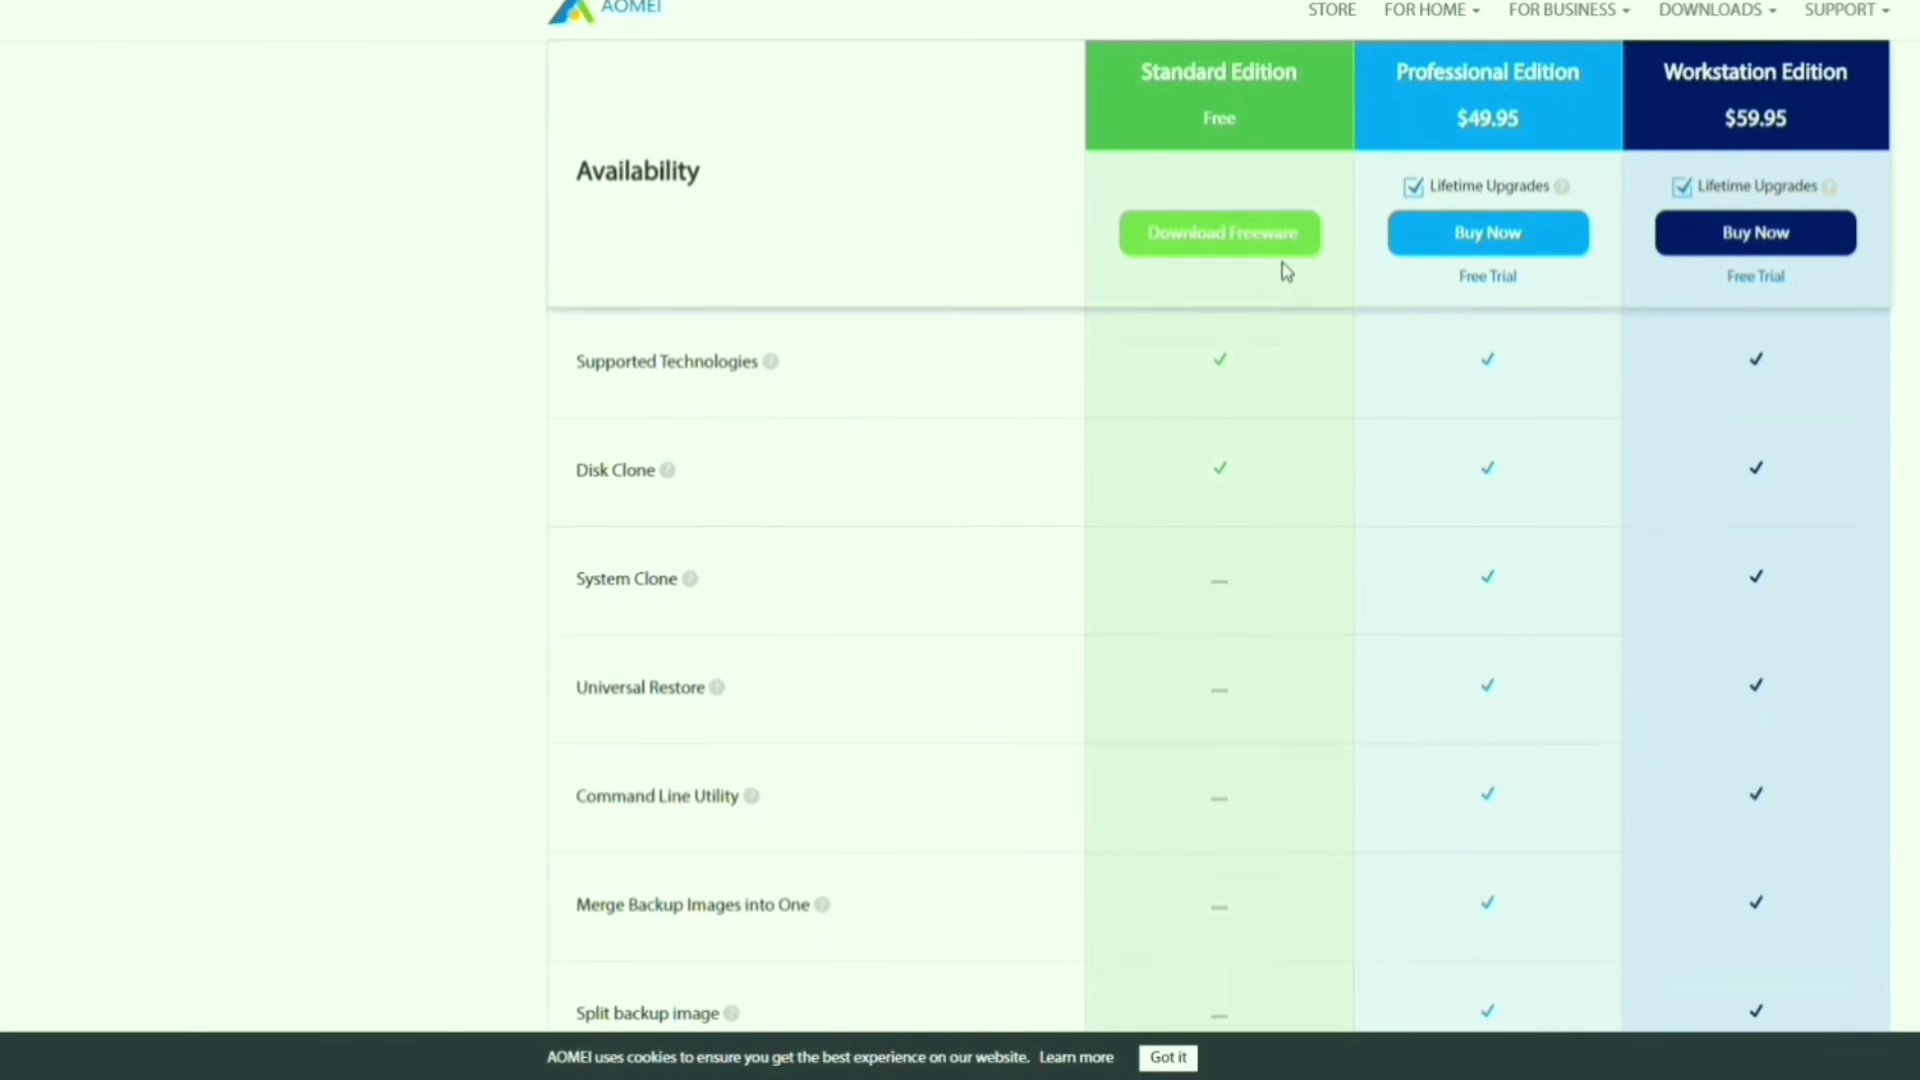 AOMEI
STORE FOR HOME FOR BUSINESS DOWNLOADS SUPPORT
Standard Edition Professional Edition Workstation Edition
Free $49.95 $59.95
Availability
Lifetime Upgrades Lifetime Upgrades
Download Freeware Buy Now Buy Now
Free Trial Free Trial
Supported Technologies
Disk Clone
System Clone
Universal Restore
Command Line Utility
Merge Backup Images into One
Split backup image
AOMEI uses cookies to ensure you get the best experience on our website. Learn more Got it